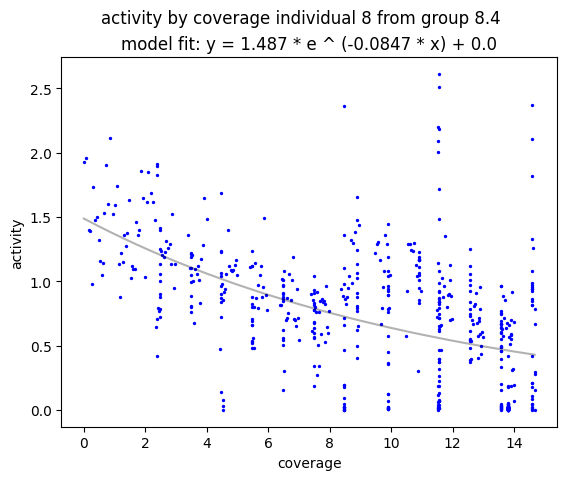 activity by coverage individual 8 from group 8.4
model fit: y = 1.487 * e ^ (-0.0847 * x) + 0.0
2.5
2.0
1.5
1.0
0.5
0.0
activity
0 2 4 6 8 10 12 14
coverage